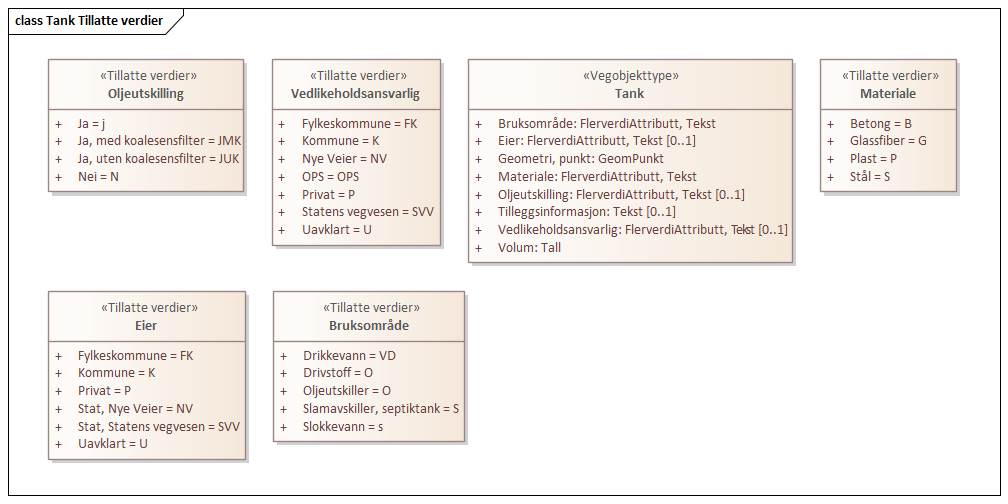 class Tank Tillatte verdier
«Tillatte verdier»
Oljeutskilling
+ Ja = j
+ Ja, med koalesensfilter = JMK
+ Ja, uten koalesensfilter = JUK
+ Nei = N
«Tillatte verdier»
Vedlikeholdsansvarlig
+ Fylkeskommune = FK
+ Kommune = K
+ Nye Veier = NV
+ OPS = OPS
+ Privat = P
+ Statens vegvesen = SVV
+ Uavklart = U
«Vegobjekttype»
Tank
+ Bruksområde: FlerverdiAttributt, Tekst
+ Eier: FlerverdiAttributt, Tekst [0..1]
+ Geometri, punkt: GeomPunkt
+ Materiale: FlerverdiAttributt, Tekst
+ Oljeutskilling: FlerverdiAttributt, Tekst [0..1]
+ Tilleggsinformasjon: Tekst [0..1]
+ Vedlikeholdsansvarlig: FlerverdiAttributt, Tekst [0..1]
+ Volum: Tall
«Tillatte verdier»
Materiale
+ Betong = B
+ Glassfiber = G
+ Plast = P
+ Stål = S
«Tillatte verdier»
Eier
+ Fylkeskommune = FK
+ Kommune = K
+ Privat = P
+ Stat, Nye Veier = NV
+ Stat, Statens vegvesen = SVV
+ Uavklart = U
«Tillatte verdier»
Bruksområde
+ Drikkevann = VD
+ Drivstoff = O
+ Oljeutskiller = O
+ Slamavskiller, septiktank = S
+ Slokkevann = s